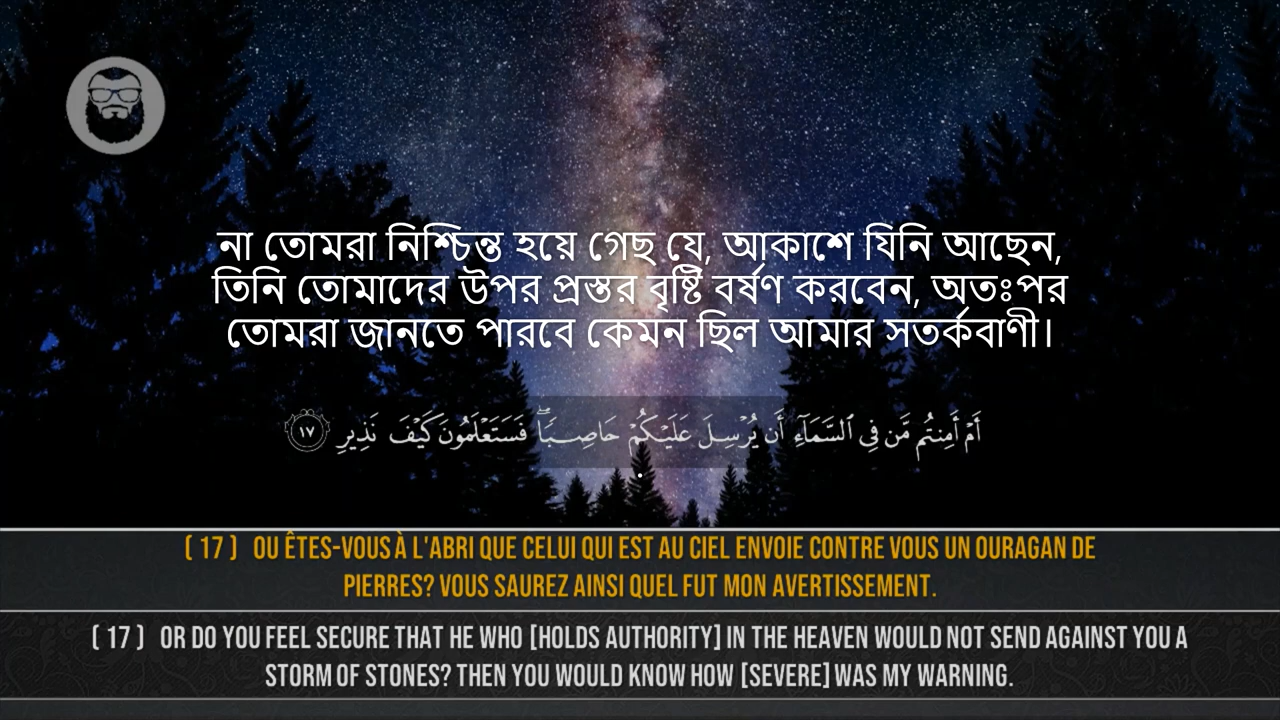 না তোমরা নিশ্চিন্ত হয়ে গেছ যে, আকাশে যিনি আছেন,
তিনি তোমাদের উপর প্রস্তর বৃষ্টি বর্ষণ করবেন, অতঃপর
তোমরা জানতে পারবে কেমন ছিল আমার সতর্কবাণী।
أَمْ أَمِنتُم مَّن فِي ٱلسَّمَآءِ أَن يُرْسِلَ عَلَيْكُمْ حَاصِبًاۖ فَسَتَعْلَمُونَ كَيْفَ نَذِيرِ ١٧
.
( 17 ) OU ÊTES-VOUS À L'ABRI QUE CELUI QUI EST AU CIEL ENVOIE CONTRE VOUS UN OURAGAN DE
PIERRES? VOUS SAUREZ AINSI QUEL FUT MON AVERTISSEMENT.
( 17 ) OR DO YOU FEEL SECURE THAT HE WHO [HOLDS AUTHORITY] IN THE HEAVEN WOULD NOT SEND AGAINST YOU A
STORM OF STONES? THEN YOU WOULD KNOW HOW [SEVERE] WAS MY WARNING.